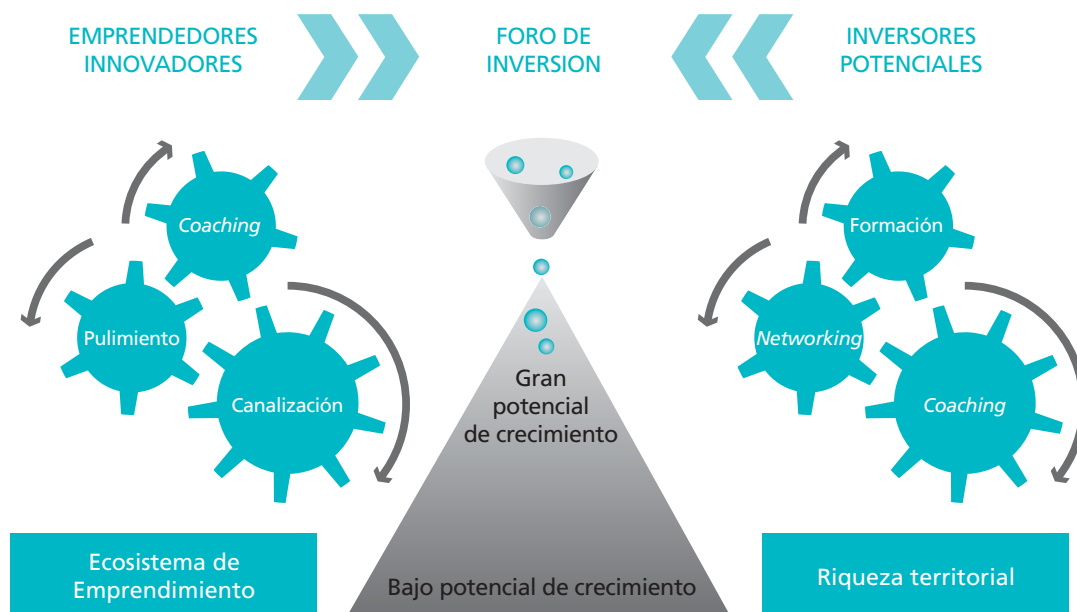 EMPRENDEDORES
INNOVADORES
FORO DE
INVERSION
INVERSORES
POTENCIALES
Coaching
Pulimiento
Canalización
Gran
potencial
de crecimiento
Bajo potencial de crecimiento
Formación
Networking
Coaching
Ecosistema de
Emprendimiento
Riqueza territorial